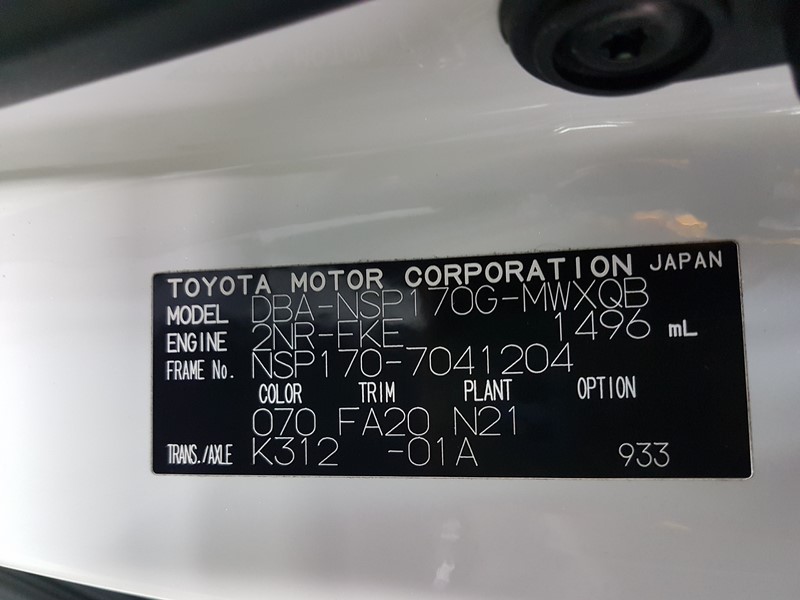 TOYOTA MOTOR CORPORATION JAPAN
MODEL DBA-NSP170G-MWXQB
ENGINE 2NR-FKE 1496 mL
FRAME No. NSP170-7041204
COLOR TRIM PLANT OPTION
070 FA20 N21
TRANS./AXLE K312 -01A 933